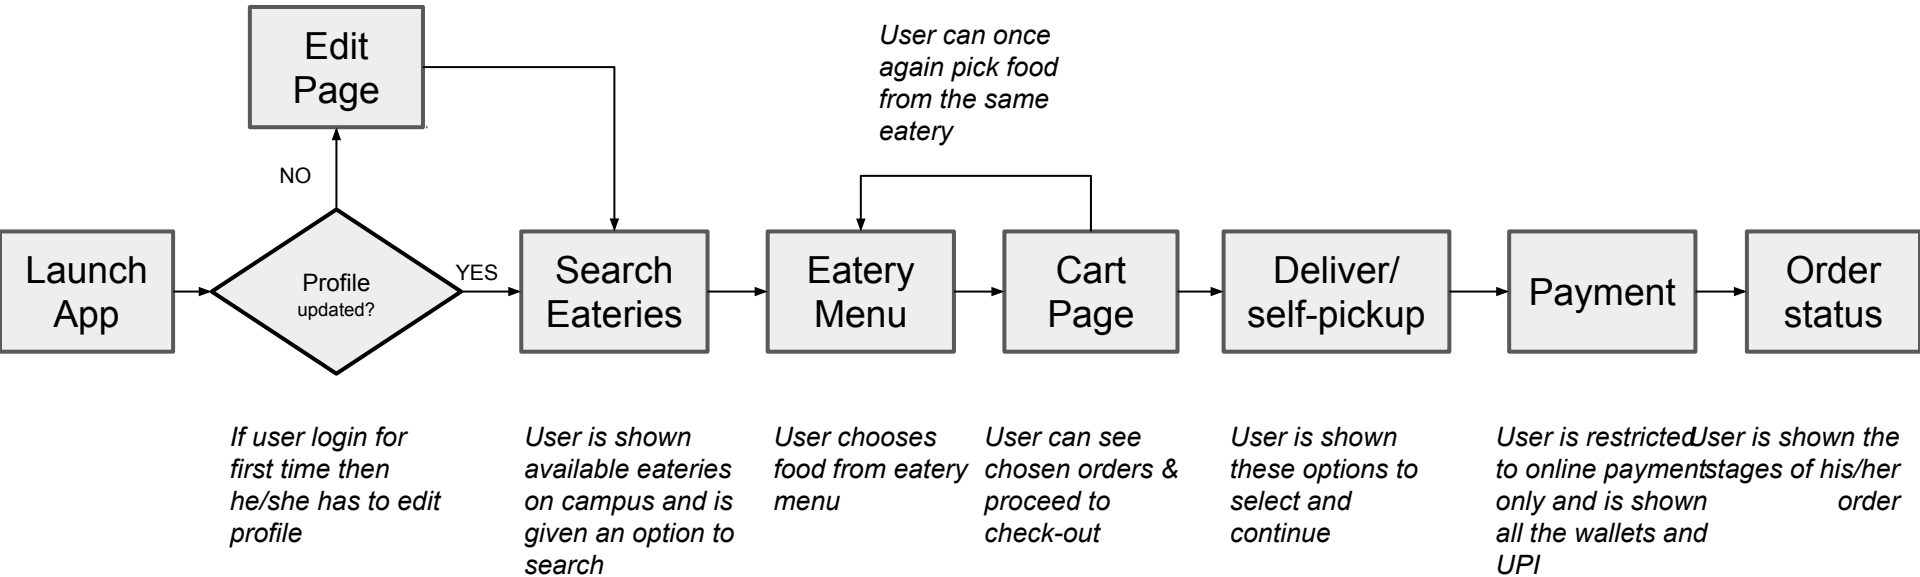 Edit
Page
User can once
again pick food
from the same
eatery
NO
Launch
App
Profile
updated?
YES
Search
Eateries
Eatery
Menu
Cart
Page
Deliver/
self-pickup
Payment
Order
status
If user login for
first time then
he/she has to edit
profile
User is shown
available eateries
on campus and is
given an option to
search
User chooses
food from eatery
menu
User can see
chosen orders &
proceed to
check-out
User is shown
these options to
select and
continue
User is restricted
to online payment
only and is shown
all the wallets and
UPI
User is shown the
stages of his/her
order